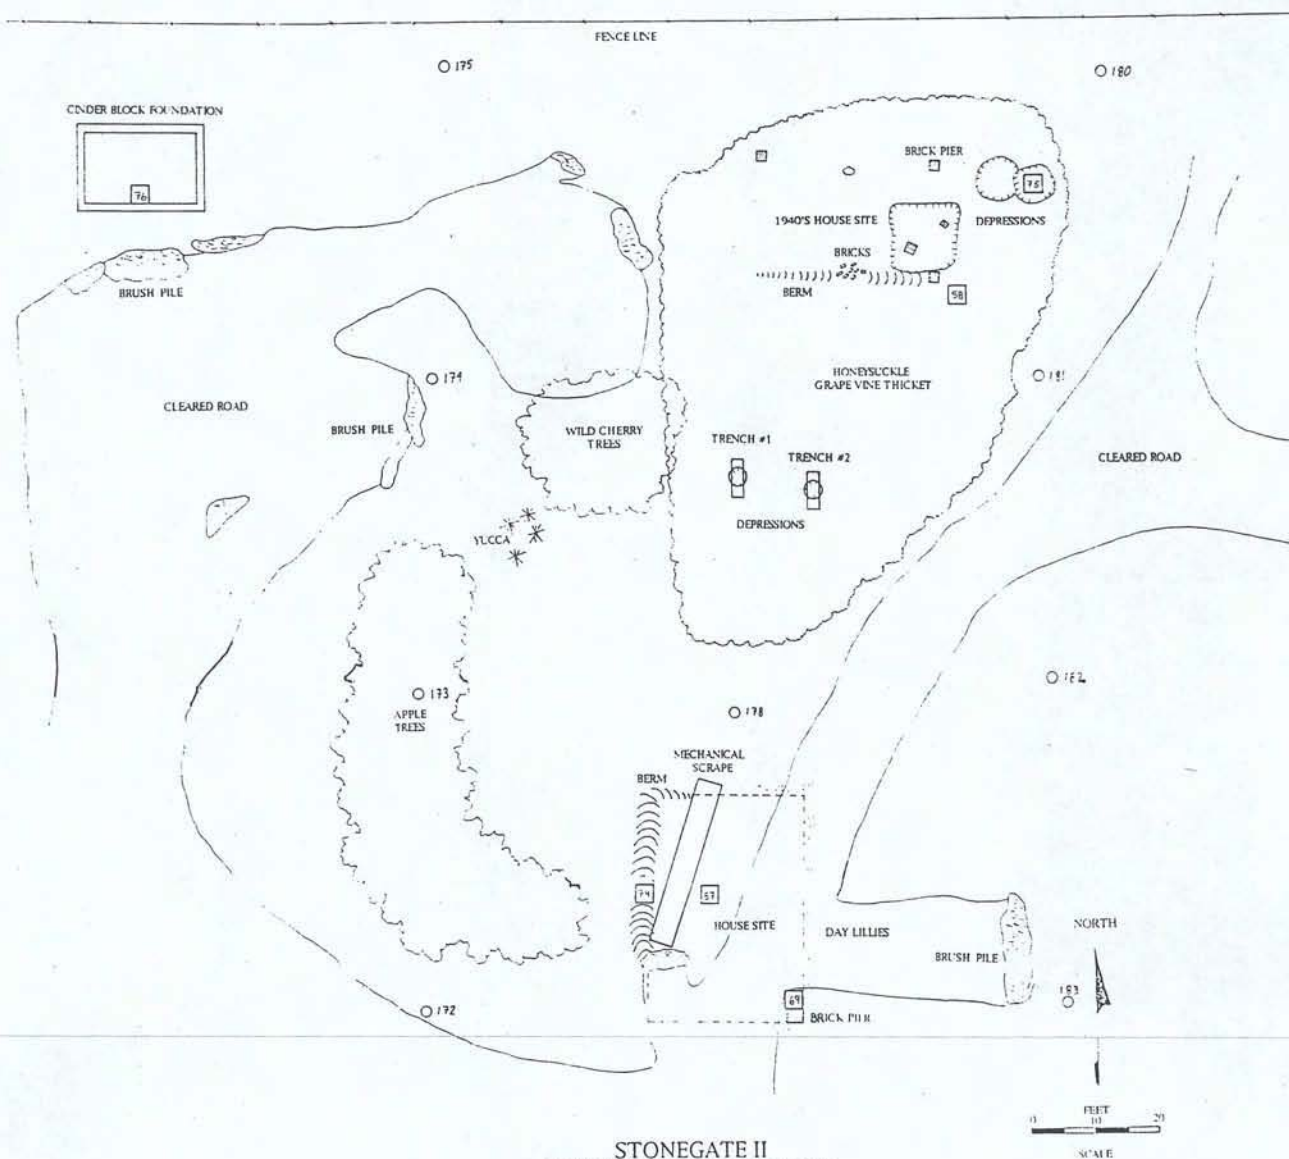 FENCE LINE
175
180
CINDER BLOCK FOUNDATION
76
BRICK PIER
75
1940'S HOUSE SITE
DEPRESSIONS
BRICKS
BERM
58
BRUSH PILE
HONEYSUCKLE
GRAPE VINE THICKET
174
181
CLEARED ROAD
BRUSH PILE
WILD CHERRY
TREES
TRENCH #1
TRENCH #2
CLEARED ROAD
DEPRESSIONS
YUCCA
182
173
APPLE
TREES
178
MECHANICAL
SCRAPE
BERM
74
57
HOUSE SITE
DAY LILLIES
NORTH
BRUSH PILE
69
183
172
BRICK PIER
FEET
0 10 20
SCALE
STONEGATE II